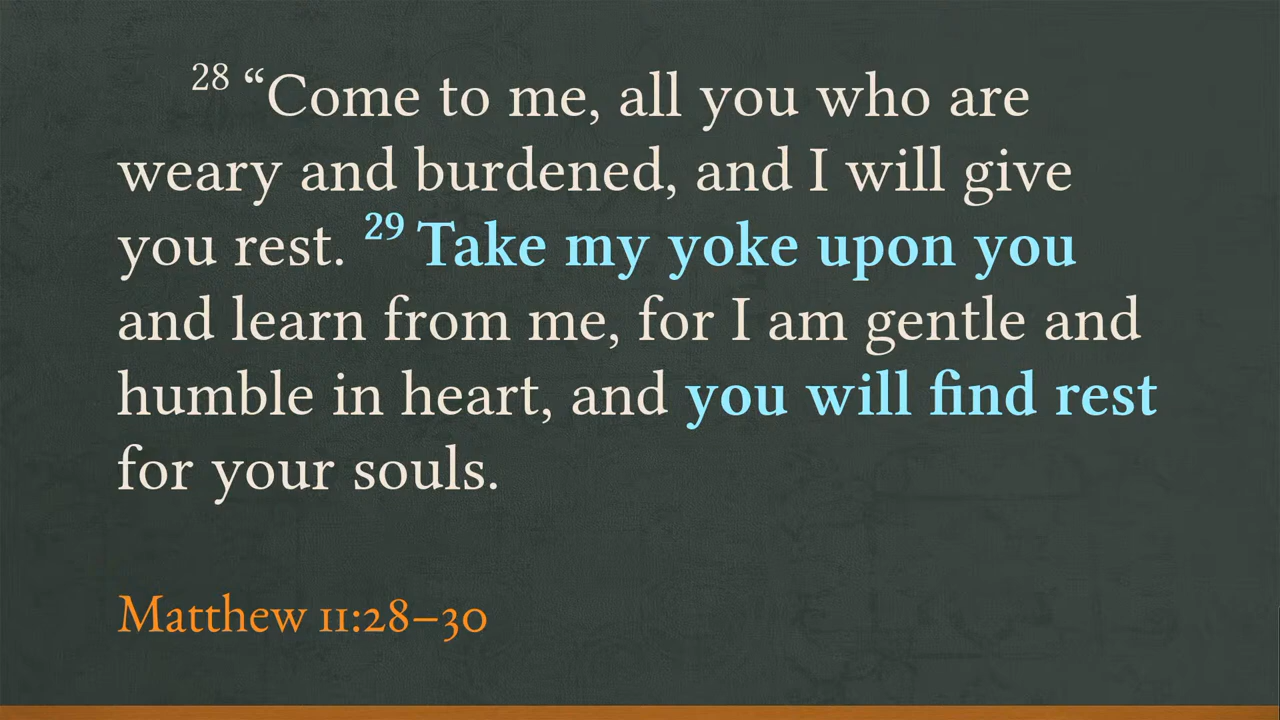 28 “Come to me, all you who are
weary and burdened, and I will give
you rest. 29 Take my yoke upon you
and learn from me, for I am gentle and
humble in heart, and you will find rest
for your souls.
Matthew 11:28–30